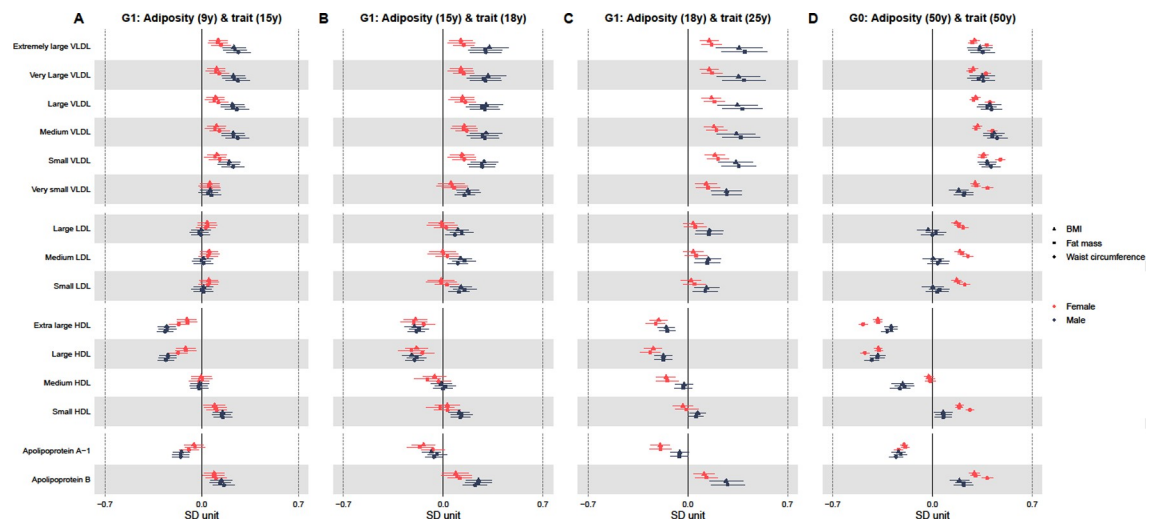 A G1: Adiposity (9y) & trait (15y)
B G1: Adiposity (15y) & trait (18y)
C G1: Adiposity (18y) & trait (25y)
D G0: Adiposity (50y) & trait (50y)
Extremely large VLDL
Very Large VLDL
Large VLDL
Medium VLDL
Small VLDL
Very small VLDL
Large LDL
Medium LDL
Small LDL
Extra large HDL
Large HDL
Medium HDL
Small HDL
Apolipoprotein A−1
Apolipoprotein B
−0.7 0.0 0.7
SD unit
−0.7 0.0 0.7
SD unit
−0.7 0.0 0.7
SD unit
−0.7 0.0 0.7
SD unit
BMI
Fat mass
Waist circumference
Female
Male